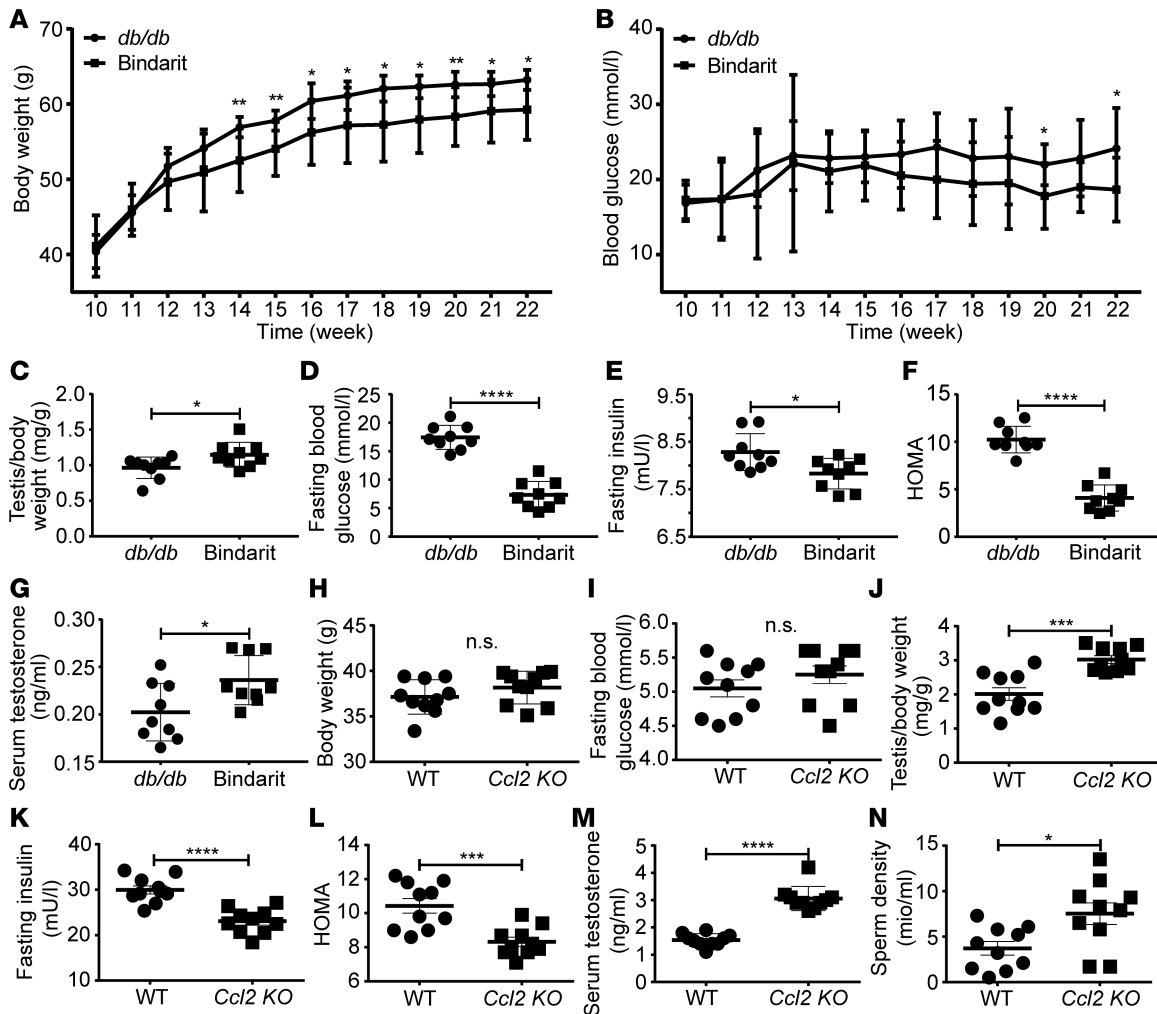 A
Body weight (g)
70
60
50
40
db/db
Bindarit
** ** * * * * ** * *
10 11 12 13 14 15 16 17 18 19 20 21 22
Time (week)
B
Blood glucose (mmol/l)
40
30
20
10
db/db
Bindarit
* *
10 11 12 13 14 15 16 17 18 19 20 21 22
Time (week)
C
Testis/body
weight (mg/g)
2.0
1.5
1.0
0.5
0.0
*
db/db Bindarit
D
Fasting blood
glucose (mmol/l)
25
20
15
10
5
0
****
db/db Bindarit
E
Fasting insulin
(mU/l)
9.5
8.5
7.5
6.5
*
db/db Bindarit
F
HOMA
15
10
5
0
****
db/db Bindarit
G
Serum testosterone
(ng/ml)
0.30
0.25
0.20
0.15
*
db/db Bindarit
H
Body weight (g)
45
40
35
30
n.s.
WT Ccl2 KO
I
Fasting blood
glucose (mmol/l)
6.0
5.5
5.0
4.5
4.0
n.s.
WT Ccl2 KO
J
Testis/body weight
(mg/g)
4
3
2
1
0
***
WT Ccl2 KO
K
Fasting insulin
(mU/l)
40
30
20
10
****
WT Ccl2 KO
L
HOMA
14
12
10
8
6
***
WT Ccl2 KO
M
Serum testosterone
(ng/ml)
5
4
3
2
1
0
****
WT Ccl2 KO
N
Sperm density
(mio/ml)
15
10
5
0
*
WT Ccl2 KO